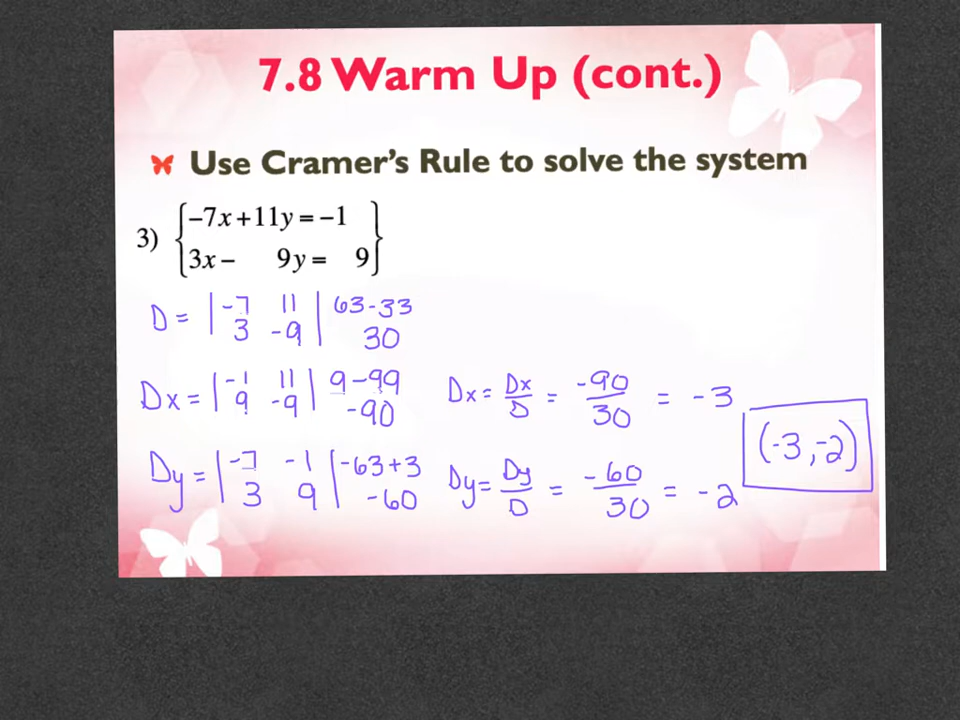 7.8 Warm Up (cont.)
Use Cramer's Rule to solve the system
3) {−7x+11y = −1
3x− 9y = 9}
D = |-7 11| 63-33
3 -9 30
Dx = |-1 11| 9-99
9 -9 -90
Dx = Dx/D = -90/30 = -3
Dy = |-7 -1| -63+3
3 9 -60
Dy = Dy/D = -60/30 = -2
(-3,-2)